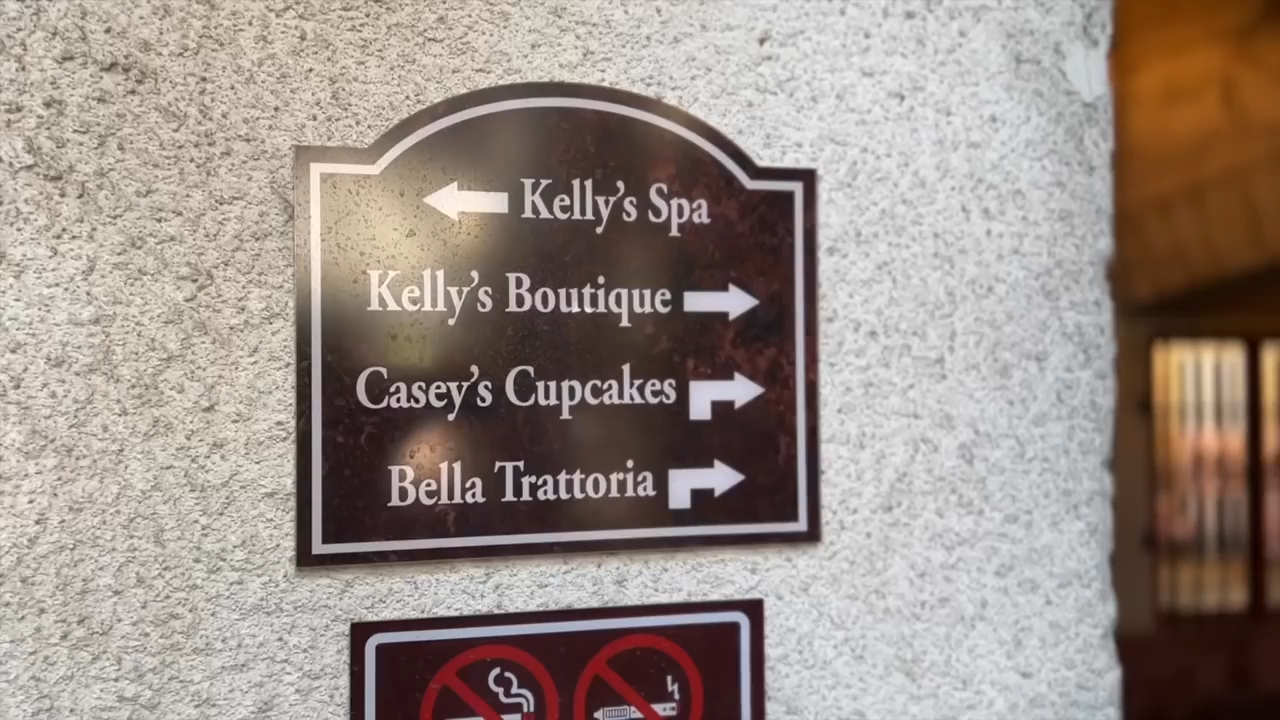 Kelly's Spa
Kelly's Boutique
Casey's Cupcakes
Bella Trattoria